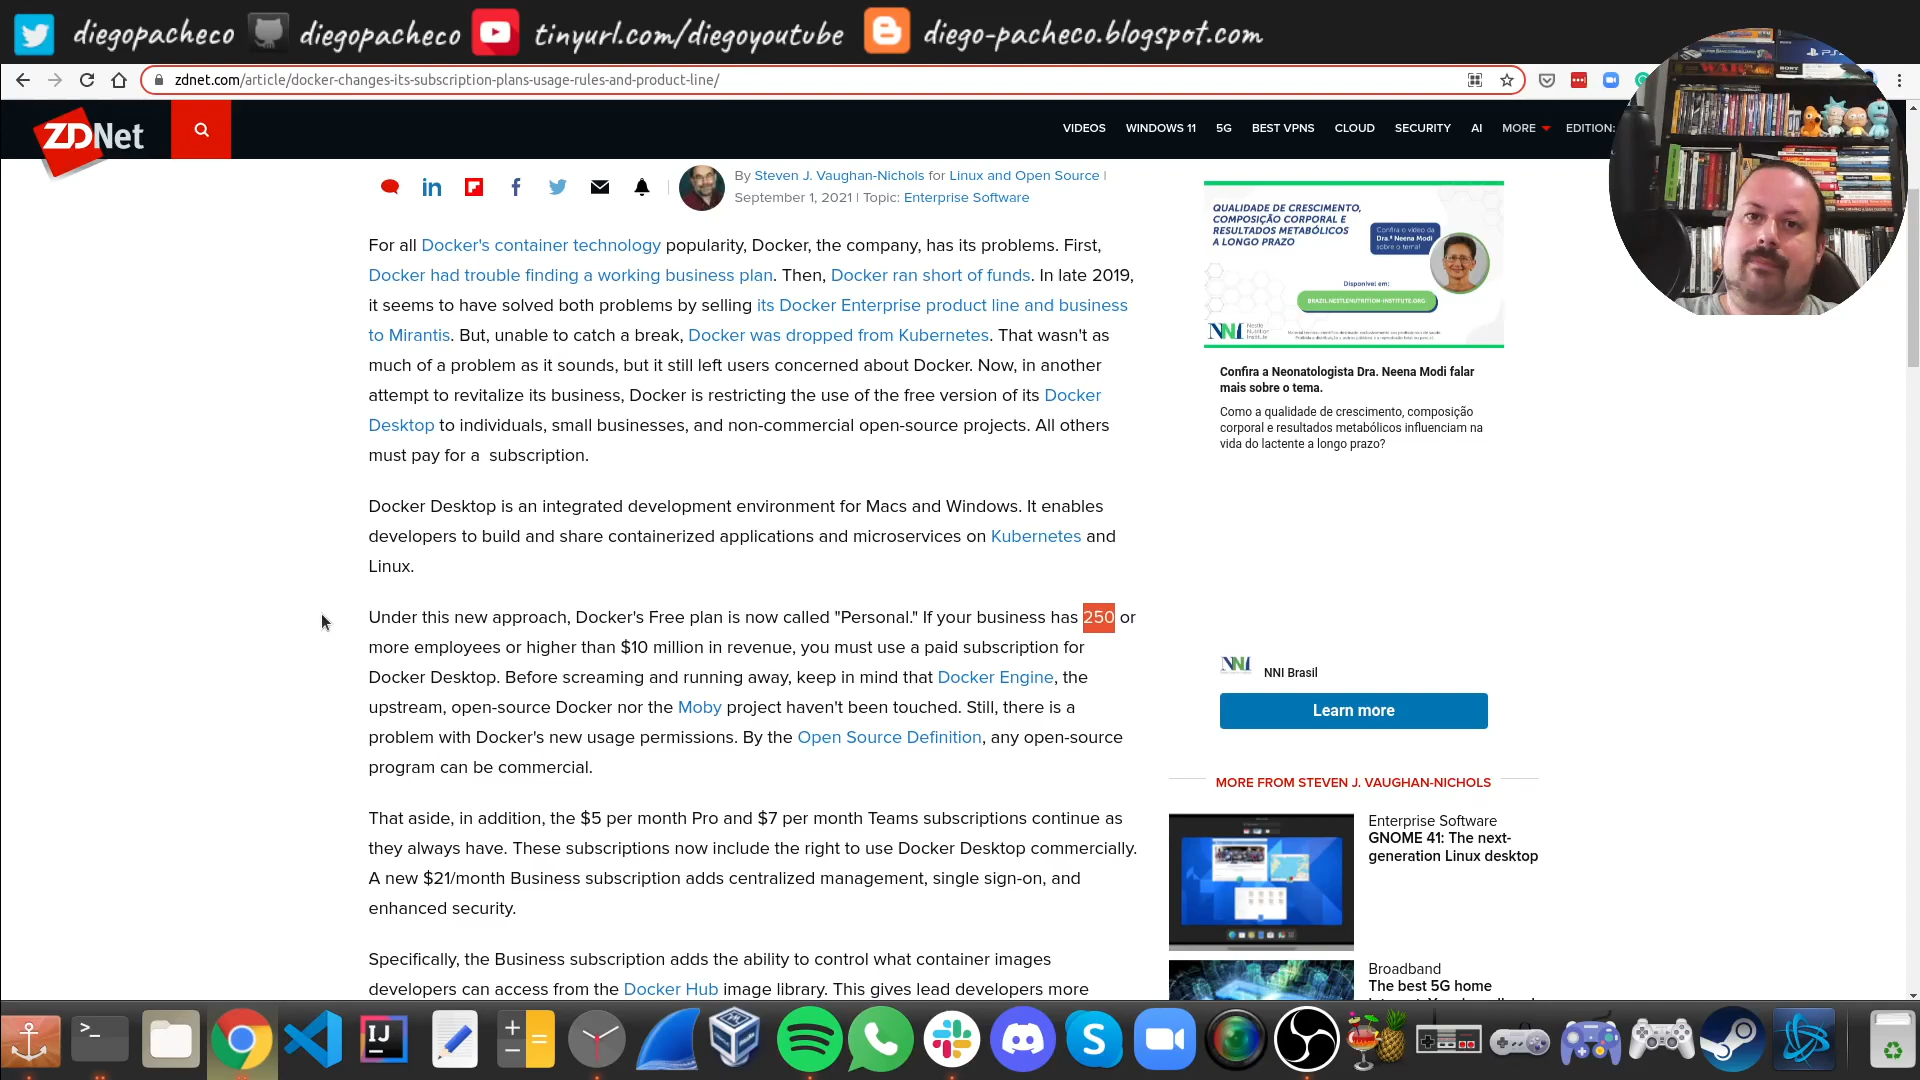 diegopacheco diegopacheco tinyurl.com/diegoyoutube diego-pacheco.blogspot.com
zdnet.com/article/docker-changes-its-subscription-plans-usage-rules-and-product-line/
ZDNet
VIDEOS WINDOWS 11 5G BEST VPNS CLOUD SECURITY AI MORE EDITION:
By Steven J. Vaughan-Nichols for Linux and Open Source |
September 1, 2021 | Topic: Enterprise Software
For all Docker's container technology popularity, Docker, the company, has its problems. First,
Docker had trouble finding a working business plan. Then, Docker ran short of funds. In late 2019,
it seems to have solved both problems by selling its Docker Enterprise product line and business
to Mirantis. But, unable to catch a break, Docker was dropped from Kubernetes. That wasn't as
much of a problem as it sounds, but it still left users concerned about Docker. Now, in another
attempt to revitalize its business, Docker is restricting the use of the free version of its Docker
Desktop to individuals, small businesses, and non-commercial open-source projects. All others
must pay for a subscription.
Docker Desktop is an integrated development environment for Macs and Windows. It enables
developers to build and share containerized applications and microservices on Kubernetes and
Linux.
Under this new approach, Docker's Free plan is now called "Personal." If your business has 250 or
more employees or higher than $10 million in revenue, you must use a paid subscription for
Docker Desktop. Before screaming and running away, keep in mind that Docker Engine, the
upstream, open-source Docker nor the Moby project haven't been touched. Still, there is a
problem with Docker's new usage permissions. By the Open Source Definition, any open-source
program can be commercial.
That aside, in addition, the $5 per month Pro and $7 per month Teams subscriptions continue as
they always have. These subscriptions now include the right to use Docker Desktop commercially.
A new $21/month Business subscription adds centralized management, single sign-on, and
enhanced security.
Specifically, the Business subscription adds the ability to control what container images
developers can access from the Docker Hub image library. This gives lead developers more
QUALIDADE DE CRESCIMENTO,
COMPOSIÇÃO CORPORAL E
RESULTADOS METABÓLICOS
A LONGO PRAZO
Confira o vídeo da
Dra.ª Neena Modi
sobre o tema!
Disponível em:
BRAZIL.NESTLENUTRITION-INSTITUTE.ORG
NNI Nestlé
Nutrition
Institute
Confira a Neonatologista Dra. Neena Modi falar
mais sobre o tema.
Como a qualidade de crescimento, composição
corporal e resultados metabólicos influenciam na
vida do lactente a longo prazo?
NNI NNI Brasil
Learn more
MORE FROM STEVEN J. VAUGHAN-NICHOLS
Enterprise Software
GNOME 41: The next-
generation Linux desktop
Broadband
The best 5G home